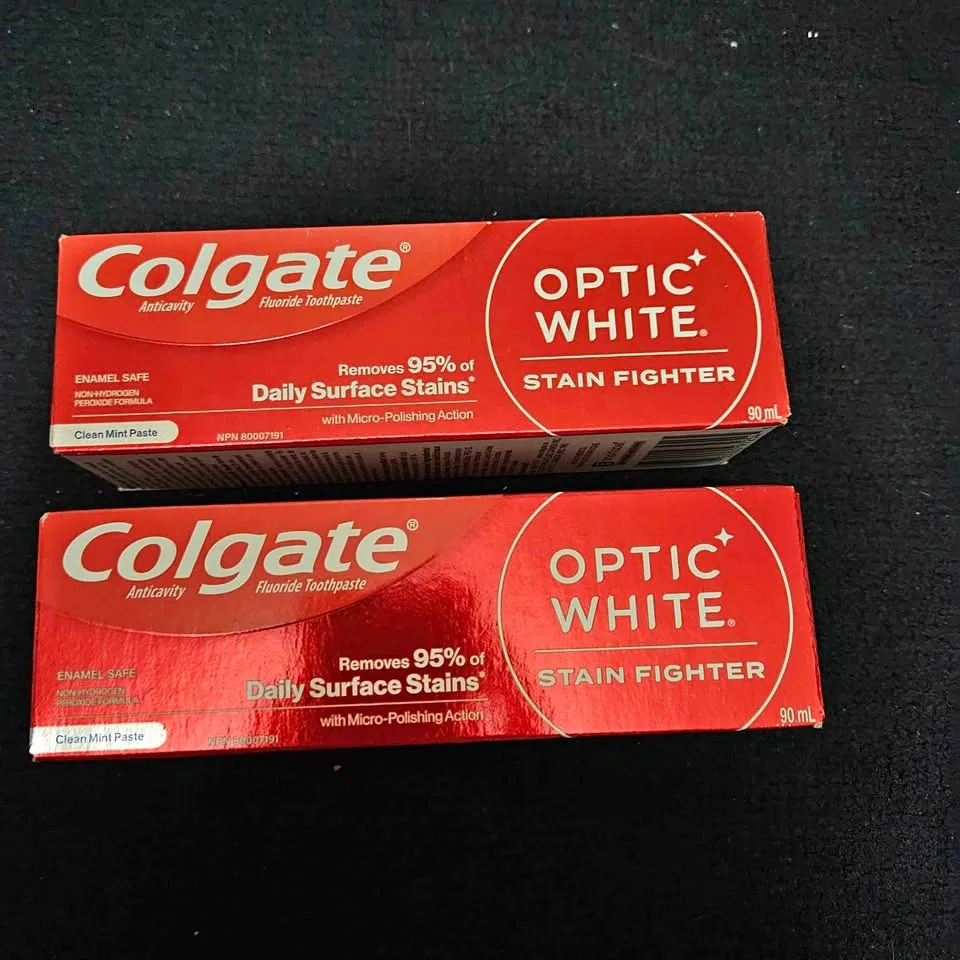 Colgate®
Anticavity Fluoride Toothpaste
OPTIC
WHITE®
STAIN FIGHTER
Removes 95% of
Daily Surface Stains*
with Micro-Polishing Action
ENAMEL SAFE
NON-HYDROGEN
PEROXIDE FORMULA
Clean Mint Paste
NPN 80007191
90 mL
Colgate®
Anticavity Fluoride Toothpaste
OPTIC
WHITE®
STAIN FIGHTER
Removes 95% of
Daily Surface Stains*
with Micro-Polishing Action
ENAMEL SAFE
NON-HYDROGEN
PEROXIDE FORMULA
Clean Mint Paste
NPN 80007191
90 mL